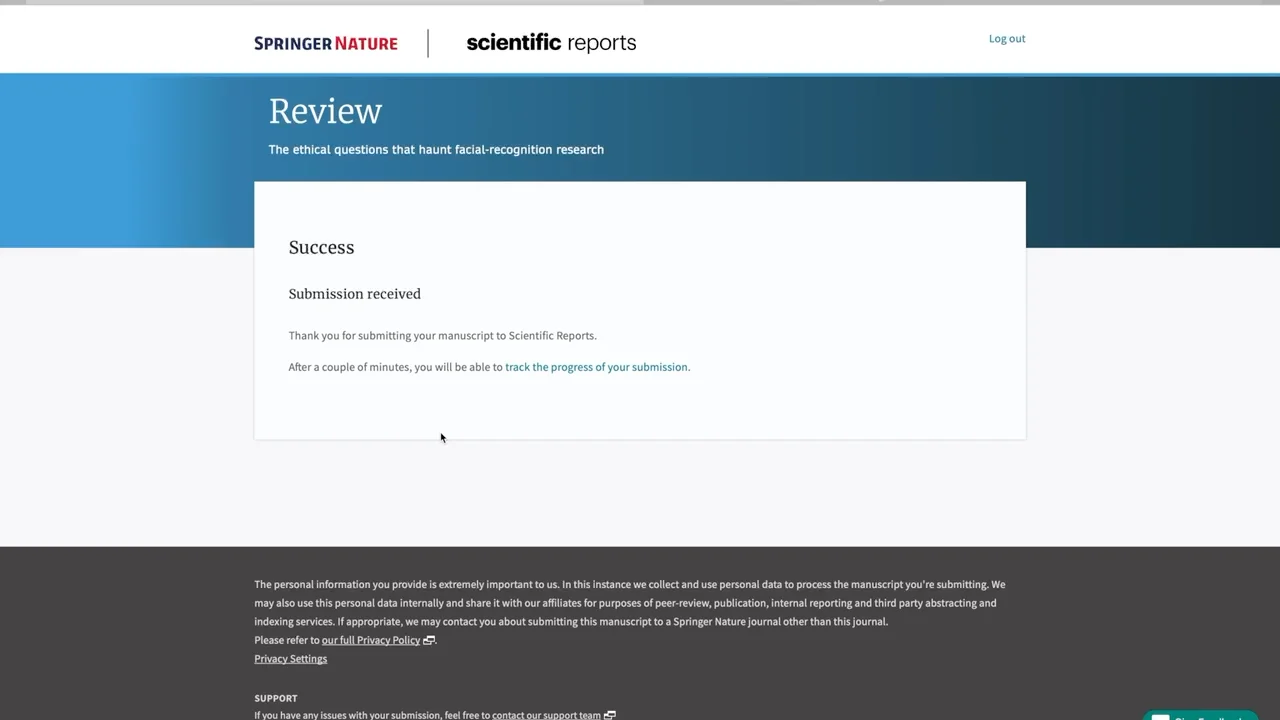 SPRINGER NATURE
scientific reports
Log out
Review
The ethical questions that haunt facial-recognition research
Success
Submission received
Thank you for submitting your manuscript to Scientific Reports.
After a couple of minutes, you will be able to track the progress of your submission.
The personal information you provide is extremely important to us. In this instance we collect and use personal data to process the manuscript you're submitting. We
may also use this personal data internally and share it with our affiliates for purposes of peer-review, publication, internal reporting and third party abstracting and
indexing services. If appropriate, we may contact you about submitting this manuscript to a Springer Nature journal other than this journal.
Please refer to our full Privacy Policy.
Privacy Settings
SUPPORT
If you have any issues with your submission, feel free to contact our support team